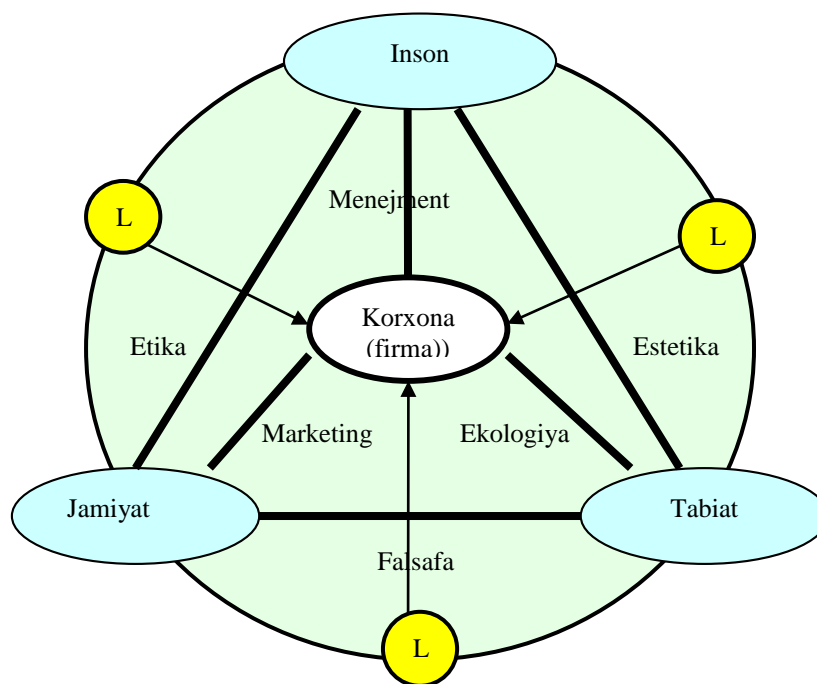 Inson
Menejment
L
L
Korxona
(firma))
Etika
Estetika
Marketing
Ekologiya
Jamiyat
Tabiat
Falsafa
L